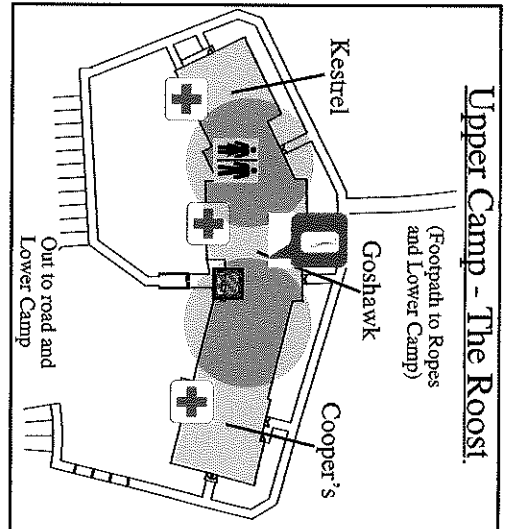 Upper Camp - The Roost
(Footpath to Ropes
and Lower Camp)
Kestrel
Goshawk
Cooper's
Out to road and
Lower Camp